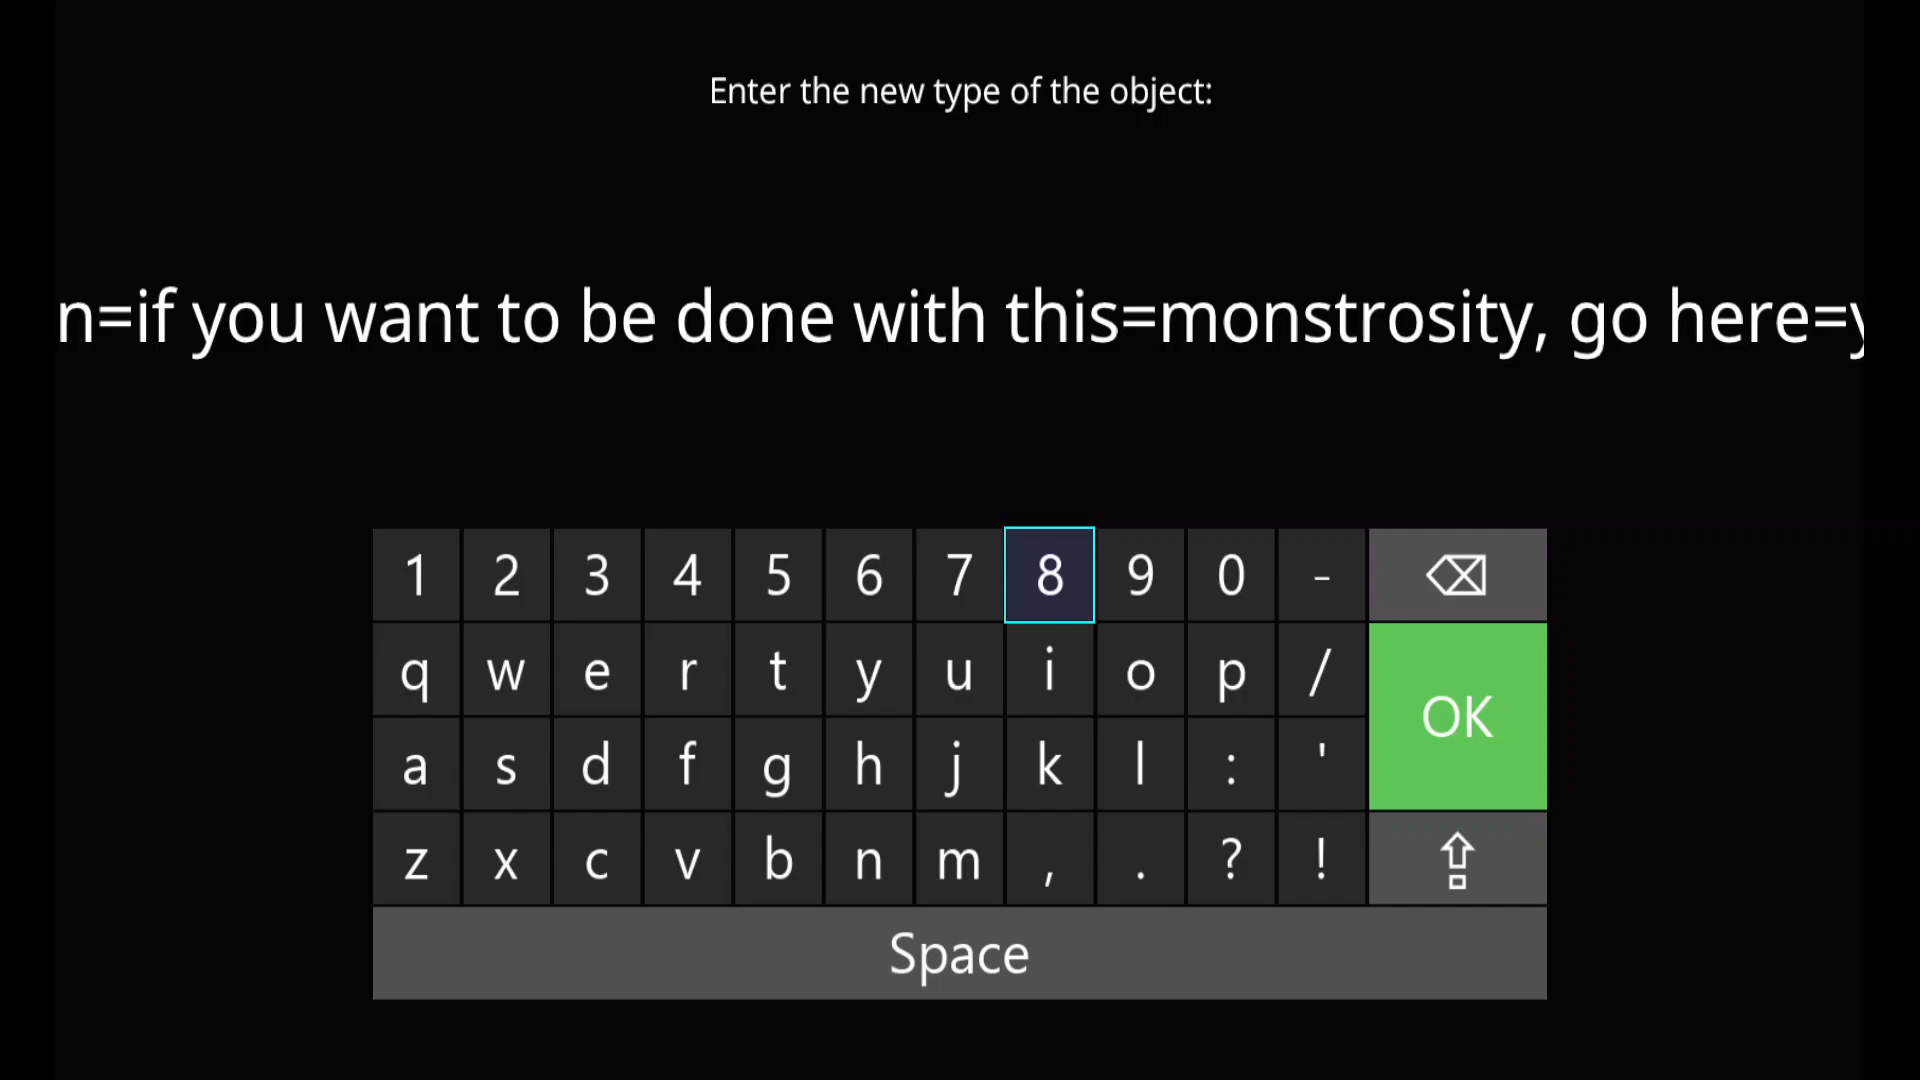 Enter the new type of the object:
n=if you want to be done with this=monstrosity, go here=y
1 2 3 4 5 6 7 8 9 0 -
q w e r t y u i o p /
OK
a s d f g h j k l : '
z x c v b n m , . ? !
Space